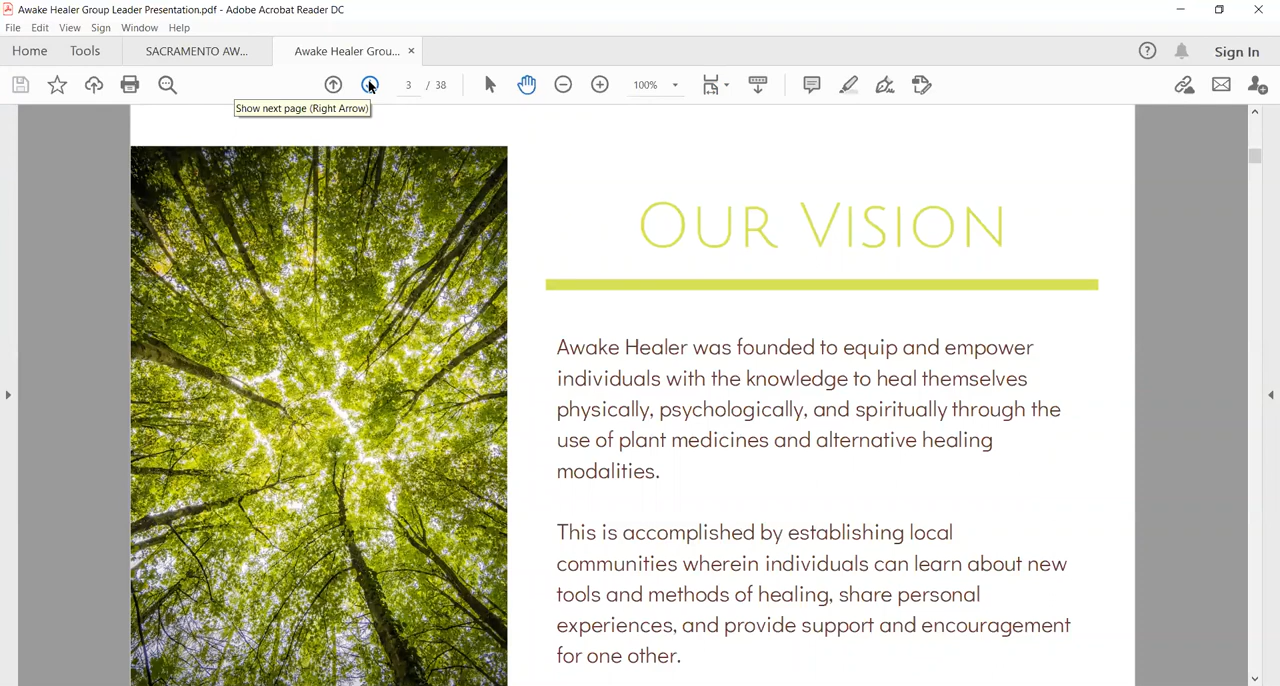 Awake Healer Group Leader Presentation.pdf - Adobe Acrobat Reader DC
File Edit View Sign Window Help
Home Tools SACRAMENTO AW... Awake Healer Grou... × Sign In
3 / 38 100%
Show next page (Right Arrow)
OUR VISION
Awake Healer was founded to equip and empower
individuals with the knowledge to heal themselves
physically, psychologically, and spiritually through the
use of plant medicines and alternative healing
modalities.
This is accomplished by establishing local
communities wherein individuals can learn about new
tools and methods of healing, share personal
experiences, and provide support and encouragement
for one other.